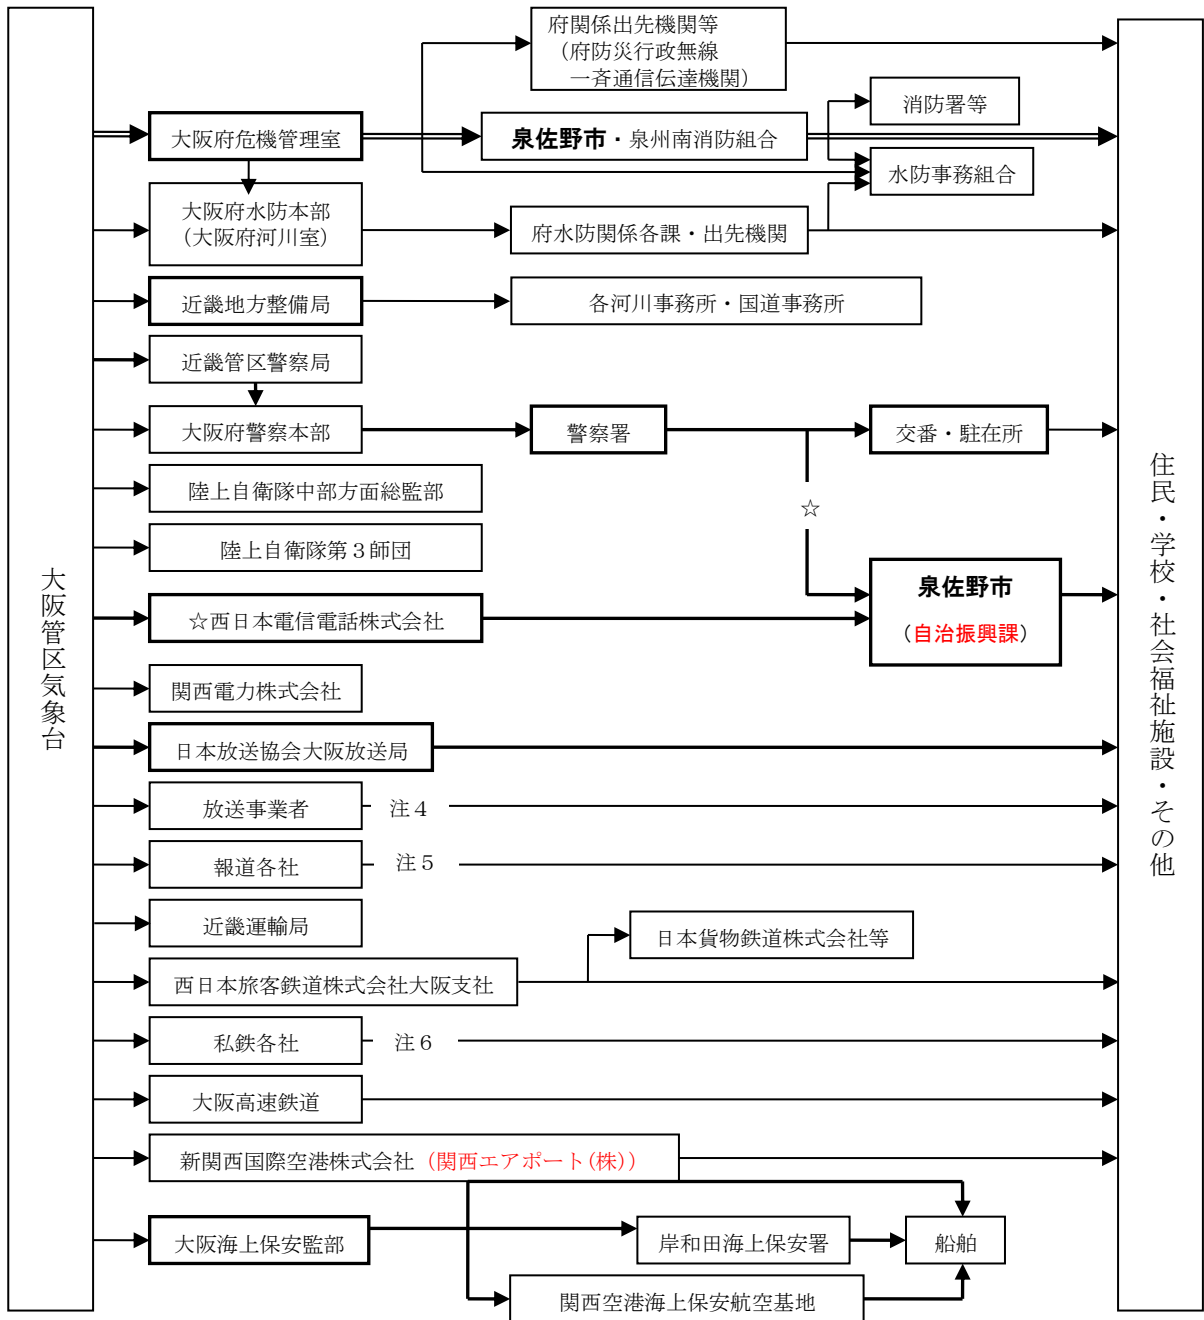 大阪管区気象台
府関係出先機関等
（府防災行政無線
一斉通信伝達機関）
消防署等
大阪府危機管理室
泉佐野市・泉州南消防組合
水防事務組合
大阪府水防本部
（大阪府河川室）
府水防関係各課・出先機関
近畿地方整備局
各河川事務所・国道事務所
近畿管区警察局
大阪府警察本部
警察署
交番・駐在所
陸上自衛隊中部方面総監部
☆
陸上自衛隊第３師団
泉佐野市
（自治振興課）
☆西日本電信電話株式会社
関西電力株式会社
日本放送協会大阪放送局
放送事業者
注４
報道各社
注５
近畿運輸局
日本貨物鉄道株式会社等
西日本旅客鉄道株式会社大阪支社
私鉄各社
注６
大阪高速鉄道
新関西国際空港株式会社（関西エアポート(株)）
大阪海上保安監部
岸和田海上保安署
船舶
関西空港海上保安航空基地
住民・学校・社会福祉施設・その他